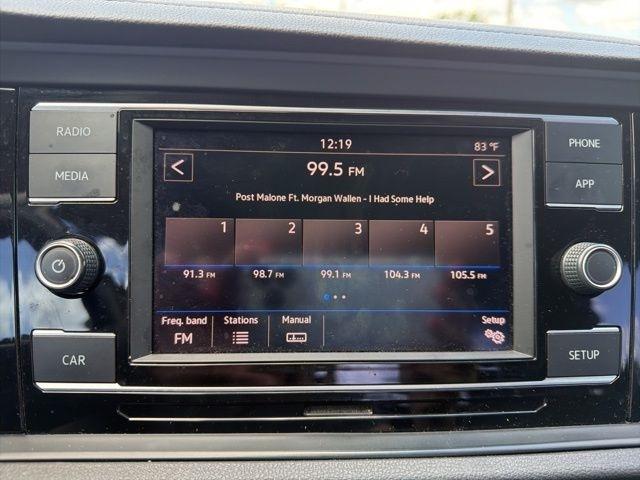 RADIO
MEDIA
CAR
12:19
83 °F
<
99.5 FM
>
Post Malone Ft. Morgan Wallen - I Had Some Help
1 2 3 4 5
91.3 FM 98.7 FM 99.1 FM 104.3 FM 105.5 FM
Freq. band Stations Manual Setup
FM
PHONE
APP
SETUP